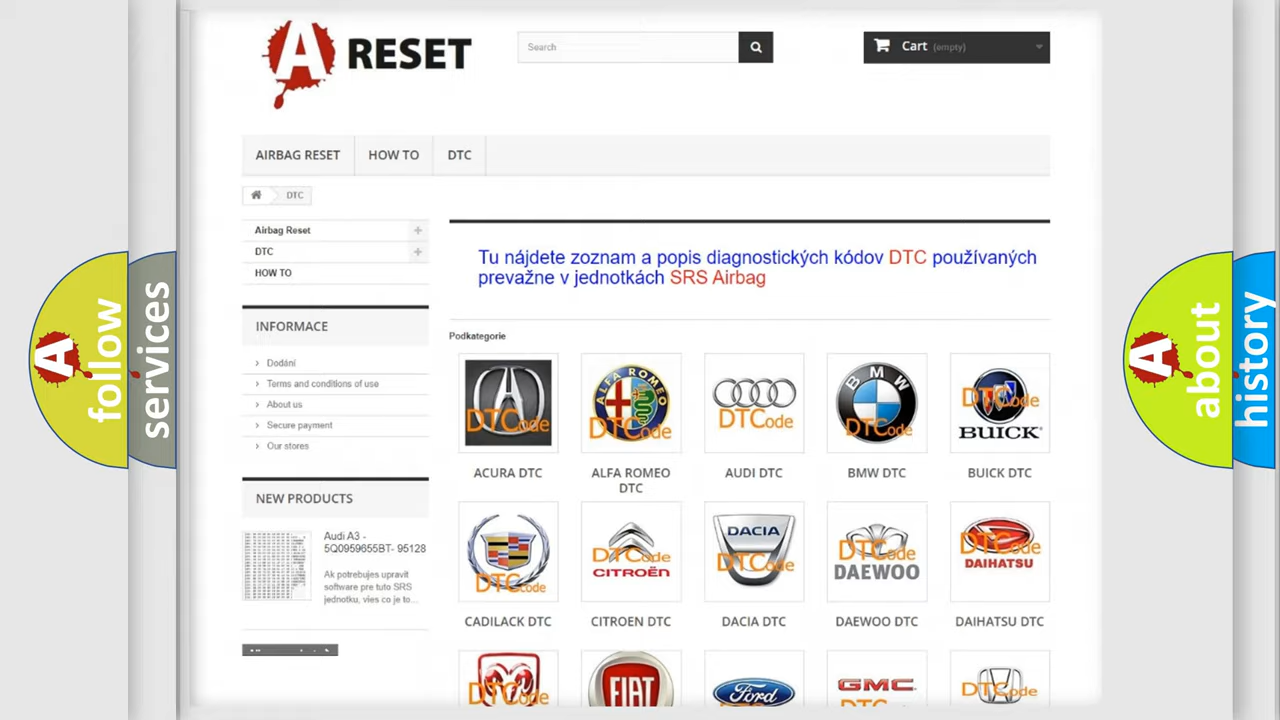 A RESET
Search
Cart (empty)
AIRBAG RESET
HOW TO
DTC
DTC
Airbag Reset
DTC
HOW TO
Tu nájdete zoznam a popis diagnostických kódov DTC používaných
prevažne v jednotkách SRS Airbag
INFORMACE
Dodání
Terms and conditions of use
About us
Secure payment
Our stores
Podkategorie
DTCode
ALFA ROMEO
DTCode
DTCode
BMW
DTCode
DTCode
BUICK
ACURA DTC
ALFA ROMEO
DTC
AUDI DTC
BMW DTC
BUICK DTC
NEW PRODUCTS
Audi A3 -
5Q0959655BT- 95128
Ak potrebujes upravit
software pre tuto SRS
jednotku, vies co je to...
DTCode
DTCode
CITROËN
DACIA
DTCode
DTCode
DAEWOO
DTCode
DAIHATSU
CADILACK DTC
CITROEN DTC
DACIA DTC
DAEWOO DTC
DAIHATSU DTC
DTCode
FIAT
Ford
GMC
DTCode
A follow
services
A about
history